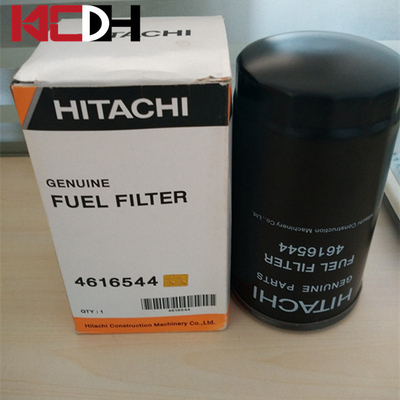 KCDH
HITACHI
GENUINE
FUEL FILTER
4616544
QTY : 1
4616544
Hitachi Construction Machinery Co., Ltd.
HITACHI
GENUINE PARTS
FUEL FILTER
4616544
Hitachi Construction Machinery Co., Ltd.